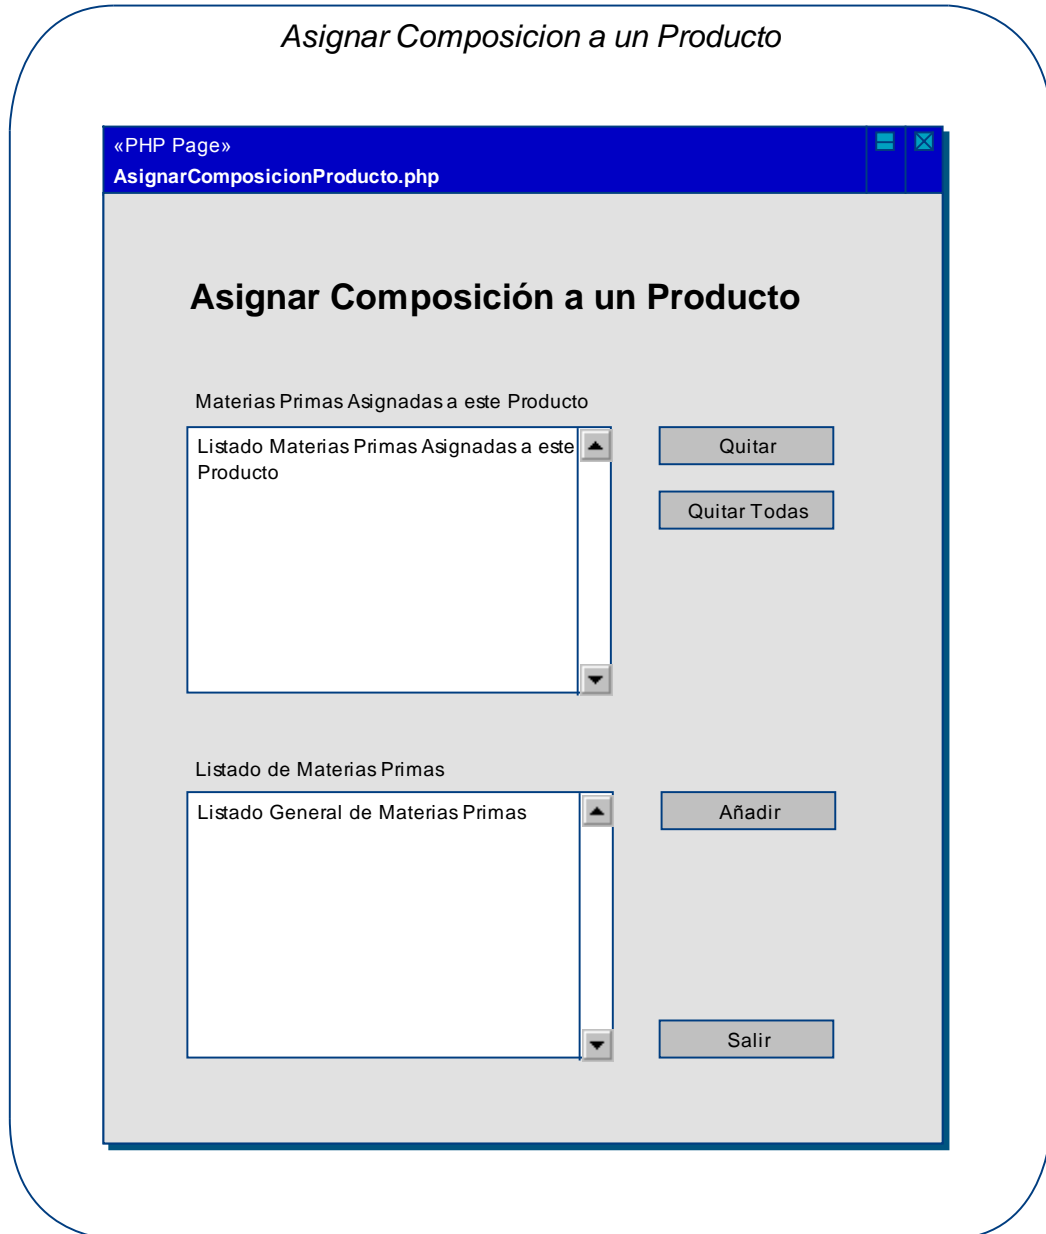 Asignar Composicion a un Producto
«PHP Page»
AsignarComposicionProducto.php
Asignar Composición a un Producto
Materias Primas Asignadas a este Producto
Listado Materias Primas Asignadas a este
Producto
Quitar
Quitar Todas
Listado de Materias Primas
Listado General de Materias Primas
Añadir
Salir